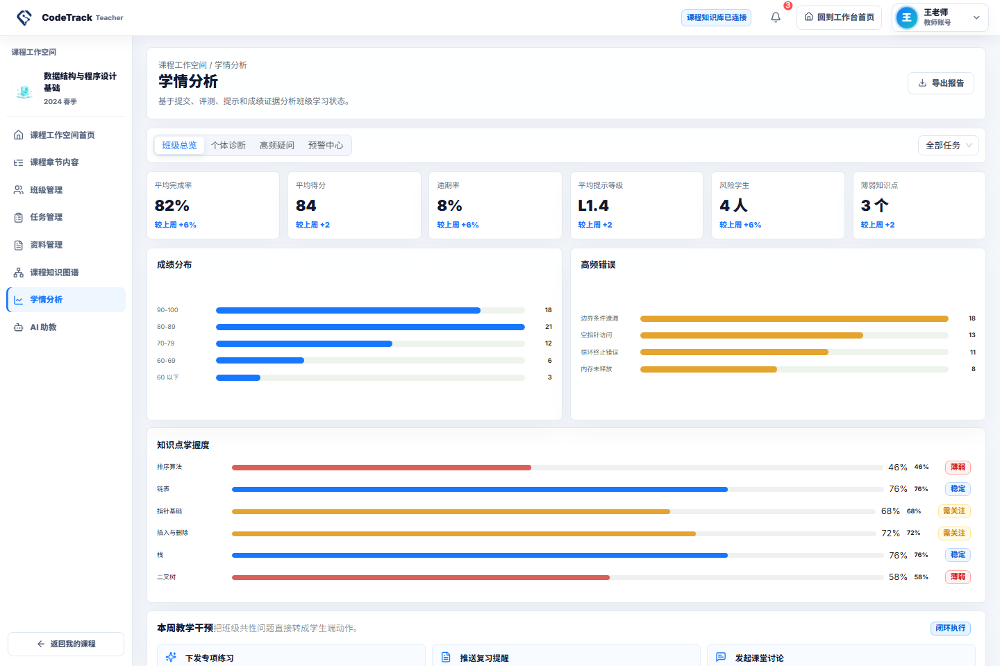 CodeTrack Teacher
课程知识库已连接
3
回到工作台首页
王
王老师
教师账号
课程工作空间
数据结构与程序设计
基础
2024 春季
课程工作空间首页
课程章节内容
班级管理
任务管理
资料管理
课程知识图谱
学情分析
AI 助教
返回我的课程
课程工作空间 / 学情分析
学情分析
基于提交、评测、提示和成绩证据分析班级学习状态。
导出报告
班级总览 个体诊断 高频疑问 预警中心
全部任务
平均完成率
82%
较上周 +6%
平均得分
84
较上周 +2
逾期率
8%
较上周 +6%
平均提示等级
L1.4
较上周 +2
风险学生
4 人
较上周 +6%
薄弱知识点
3 个
较上周 +2
成绩分布
90-100 18
80-89 21
70-79 12
60-69 6
60 以下 3
高频错误
边界条件遗漏 18
空指针访问 13
循环终止错误 11
内存未释放 8
知识点掌握度
排序算法 46% 46% 薄弱
链表 76% 76% 稳定
指针基础 68% 68% 需关注
插入与删除 72% 72% 需关注
栈 76% 76% 稳定
二叉树 58% 58% 薄弱
本周教学干预把班级共性问题直接转成学生端动作。
闭环执行
下发专项练习
推送复习提醒
发起课堂讨论